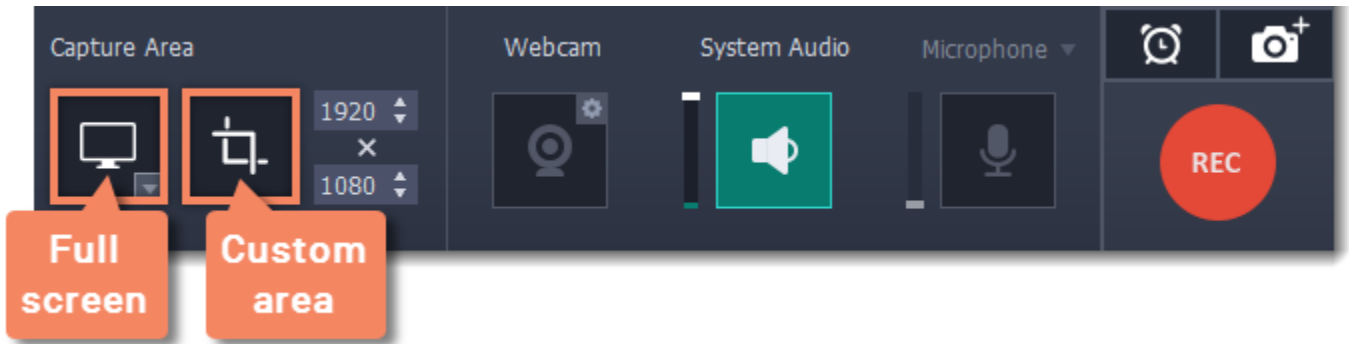 Capture Area
Webcam
System Audio
Microphone
1920
×
1080
REC
Full
screen
Custom
area